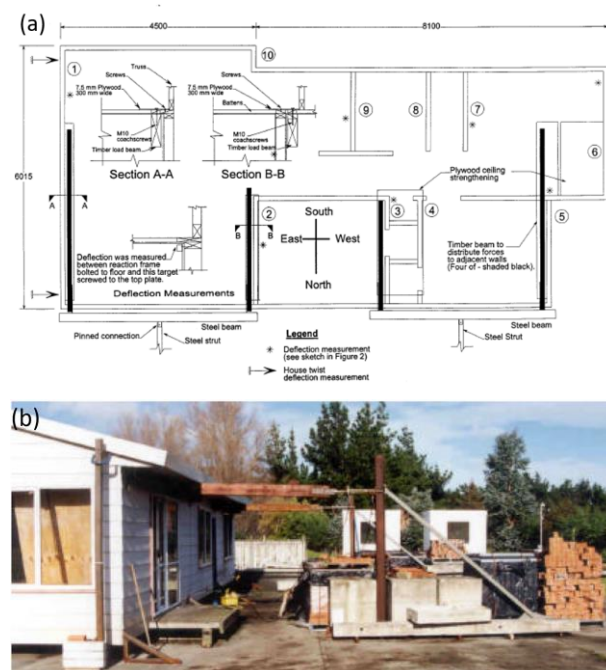 (a)
4500
8100
6015
1
10
Truss
Screws
7.5 mm Plywood
300 mm wide
M10
coachscrews
Timber load beam
Section A-A
Screws
7.5 mm Plywood
300 mm wide
Battens
M10
coachscrews
Timber load beam
Section B-B
9
8
7
6
Plywood ceiling
strengthening
A
A
B
B
2
3
4
5
South
East
West
North
Timber beam to
distribute forces
to adjacent walls
(Four of - shaded black).
Deflection was measured
between reaction frame
bolted to floor and this target
screwed to the top plate.
Deflection Measurements
Steel beam
Steel beam
Pinned connection
Steel strut
Steel Strut
Legend
Deflection measurement
(see sketch in Figure 2)
House twist
deflection measurement
(b)